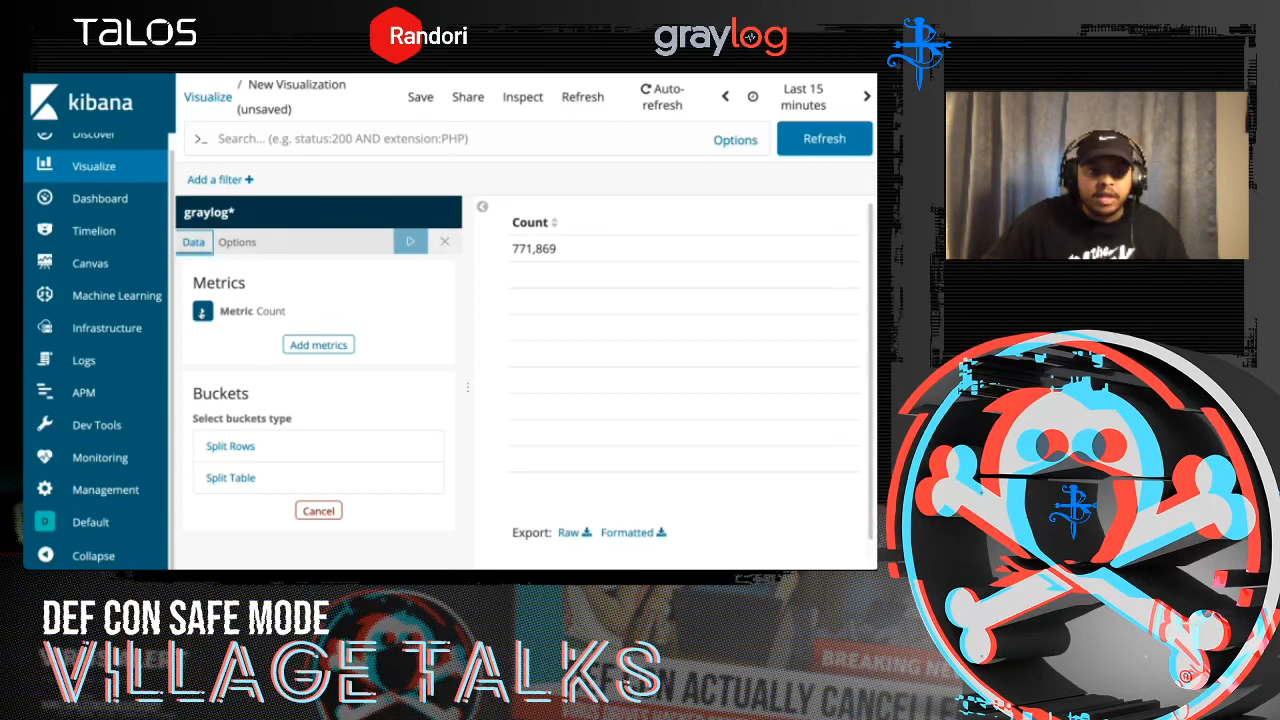 TALOS
Randori
graylog
kibana
Discover
Visualize
Dashboard
Timelion
Canvas
Machine Learning
Infrastructure
Logs
APM
Dev Tools
Monitoring
Management
D Default
Collapse
Visualize / New Visualization
(unsaved)
Save Share Inspect Refresh
Auto-
refresh
Last 15
minutes
>_ Search... (e.g. status:200 AND extension:PHP)
Options
Refresh
Add a filter +
graylog*
Data Options
Metrics
Metric Count
Add metrics
Buckets
Select buckets type
Split Rows
Split Table
Cancel
Count
771,869
Export: Raw Formatted
DEF CON SAFE MODE
VILLAGE TALKS
BREAKING
CON ACTUALLY CANCELLE